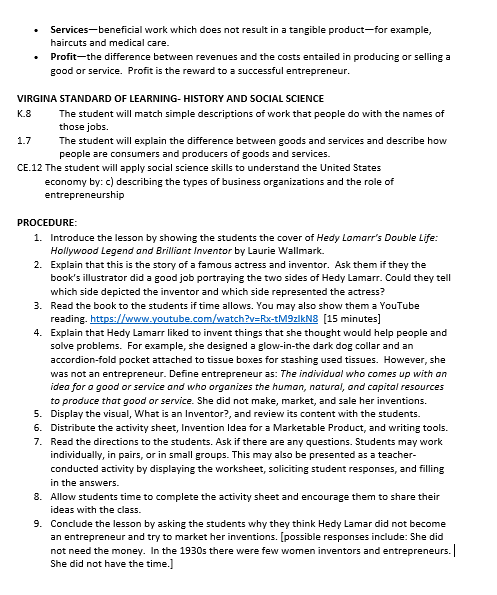 • Services—beneficial work which does not result in a tangible product—for example,
haircuts and medical care.
• Profit—the difference between revenues and the costs entailed in producing or selling a
good or service.  Profit is the reward to a successful entrepreneur.
VIRGINA STANDARD OF LEARNING- HISTORY AND SOCIAL SCIENCE
K.8 The student will match simple descriptions of work that people do with the names of
those jobs.
1.7 The student will explain the difference between goods and services and describe how
people are consumers and producers of goods and services.
CE.12 The student will apply social science skills to understand the United States
economy by: c) describing the types of business organizations and the role of
entrepreneurship
PROCEDURE:
1. Introduce the lesson by showing the students the cover of Hedy Lamarr's Double Life:
Hollywood Legend and Brilliant Inventor by Laurie Wallmark.
2. Explain that this is the story of a famous actress and inventor.  Ask them if they the
book's illustrator did a good job portraying the two sides of Hedy Lamarr. Could they tell
which side depicted the inventor and which side represented the actress?
3. Read the book to the students if time allows. You may also show them a YouTube
reading. https://www.youtube.com/watch?v=Rx-tM9zlkN8  [15 minutes]
4. Explain that Hedy Lamarr liked to invent things that she thought would help people and
solve problems.  For example, she designed a glow-in-the dark dog collar and an
accordion-fold pocket attached to tissue boxes for stashing used tissues.  However, she
was not an entrepreneur. Define entrepreneur as: The individual who comes up with an
idea for a good or service and who organizes the human, natural, and capital resources
to produce that good or service. She did not make, market, and sale her inventions.
5. Display the visual, What is an Inventor?, and review its content with the students.
6. Distribute the activity sheet, Invention Idea for a Marketable Product, and writing tools.
7. Read the directions to the students. Ask if there are any questions. Students may work
individually, in pairs, or in small groups. This may also be presented as a teacher-
conducted activity by displaying the worksheet, soliciting student responses, and filling
in the answers.
8. Allow students time to complete the activity sheet and encourage them to share their
ideas with the class.
9. Conclude the lesson by asking the students why they think Hedy Lamar did not become
an entrepreneur and try to market her inventions. [possible responses include: She did
not need the money.  In the 1930s there were few women inventors and entrepreneurs.
She did not have the time.]